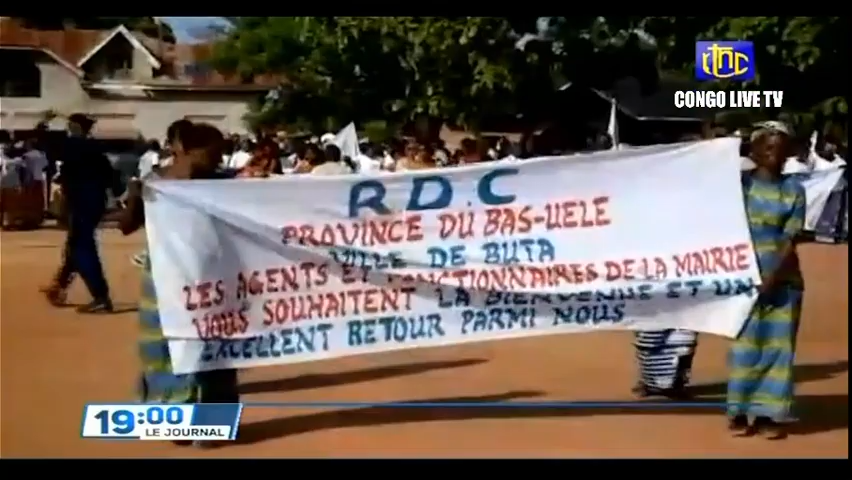 rtnc
CONGO LIVE TV
R.D.C
PROVINCE DU BAS-UELE
VILLE DE BUTA
LES AGENTS ET FONCTIONNAIRES DE LA MAIRIE
VOUS SOUHAITENT LA BIENVENUE ET UN
EXCELLENT RETOUR PARMI NOUS
19:00
LE JOURNAL